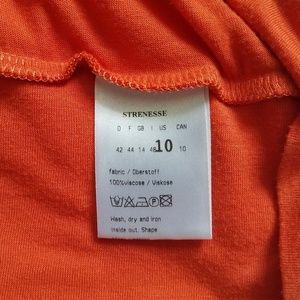 STRENESSE
D F GB I US CAN
42 44 14 48 10 10
fabric / Oberstoff
100%viscose / Viskose
Wash, dry and iron
inside out. Shape